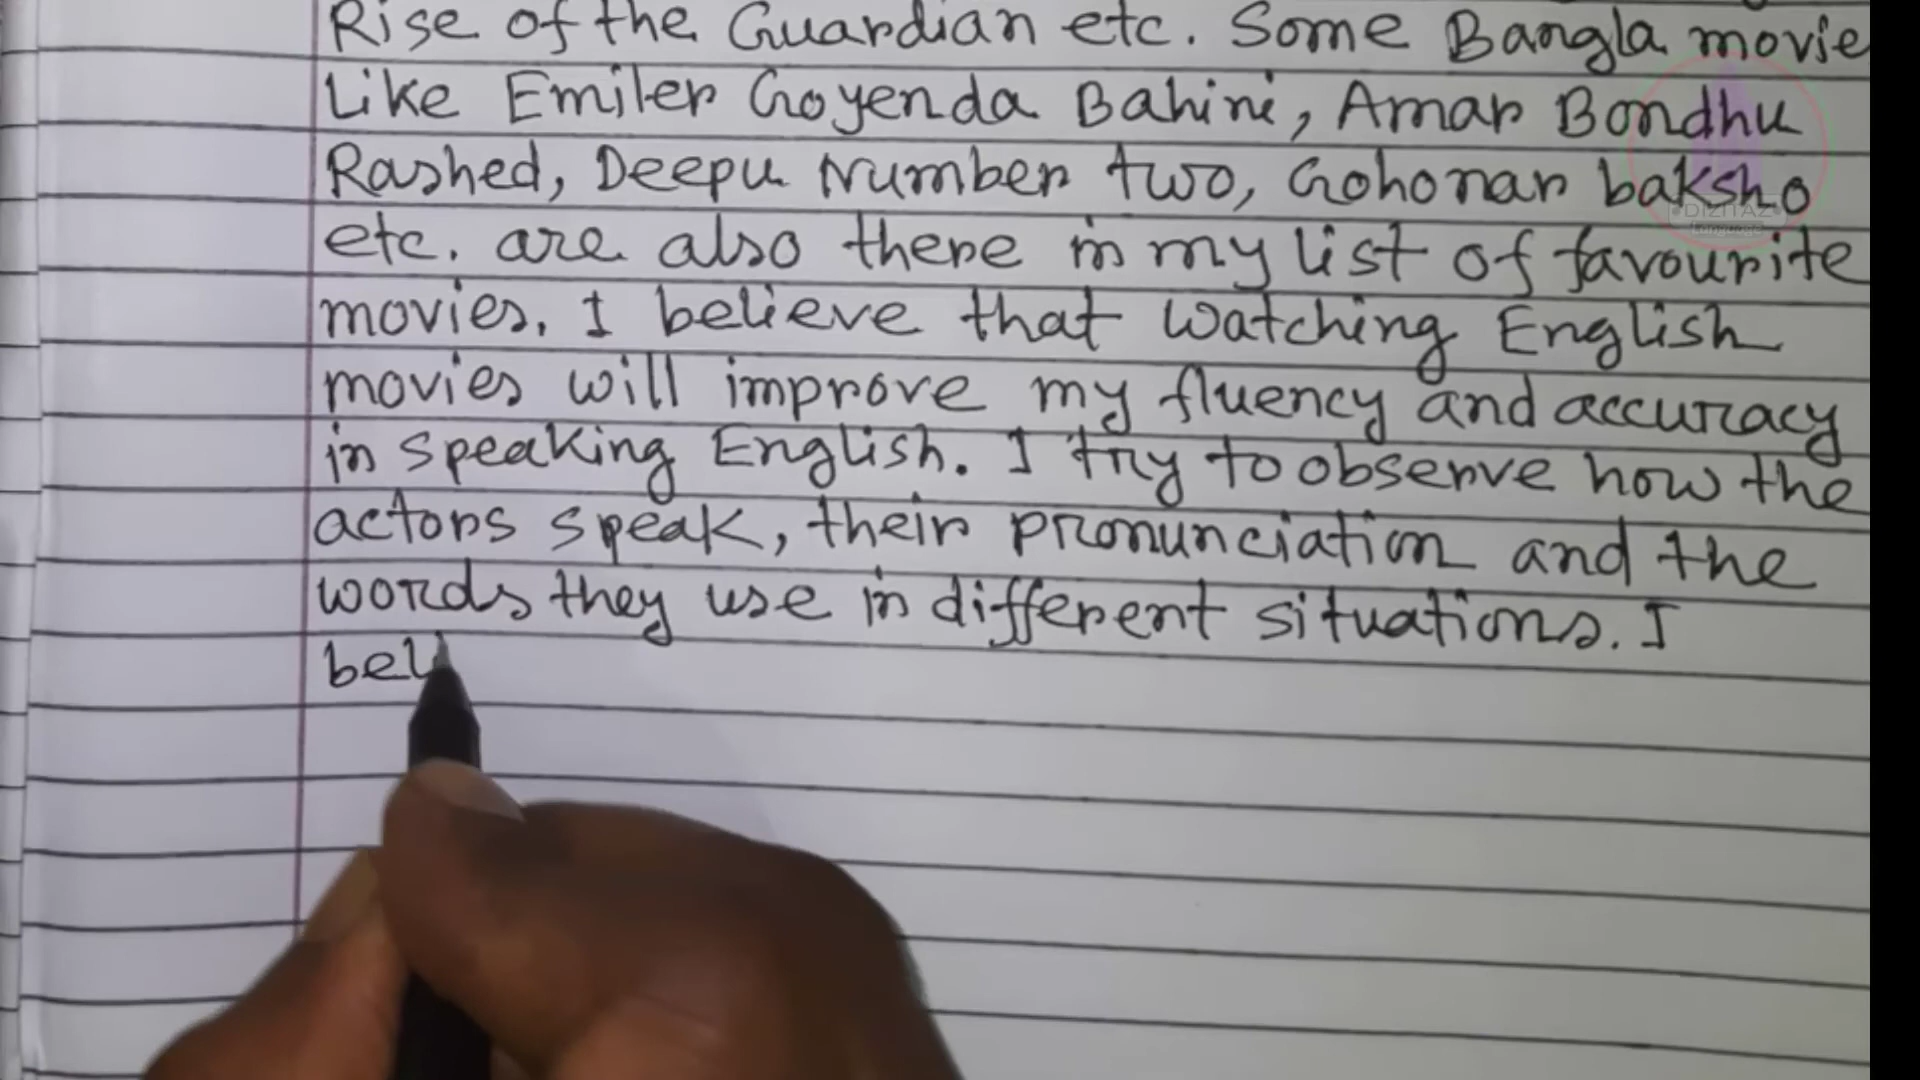 Rise of the Guardian etc. Some Bangla movie
Like Emiler Goyenda Bahini, Amar Bondhu
Rashed, Deepu Number two, Gohonar baksho
etc. are also there in my list of favourite
movies. I believe that watching English
movies will improve my fluency and accuracy
in speaking English. I try to observe how the
actors speak, their pronunciation and the
words they use in different situations. I
beli
DIZITAZ
Language